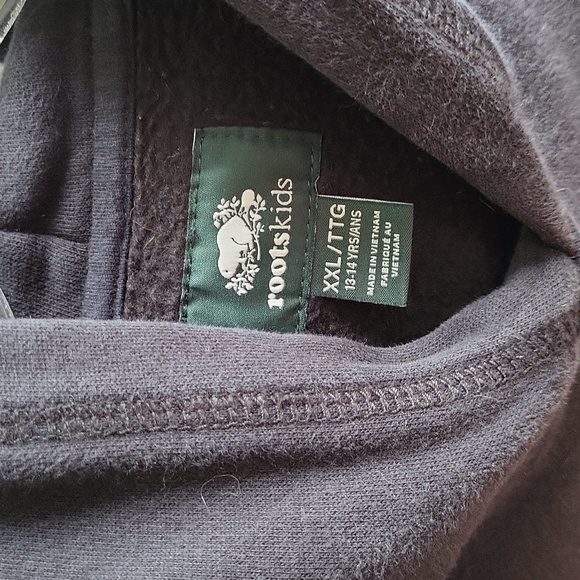 rootskids
XXL/TTG
13-14 YRS/ANS
MADE IN VIETNAM
FABRIQUÉ AU
VIETNAM